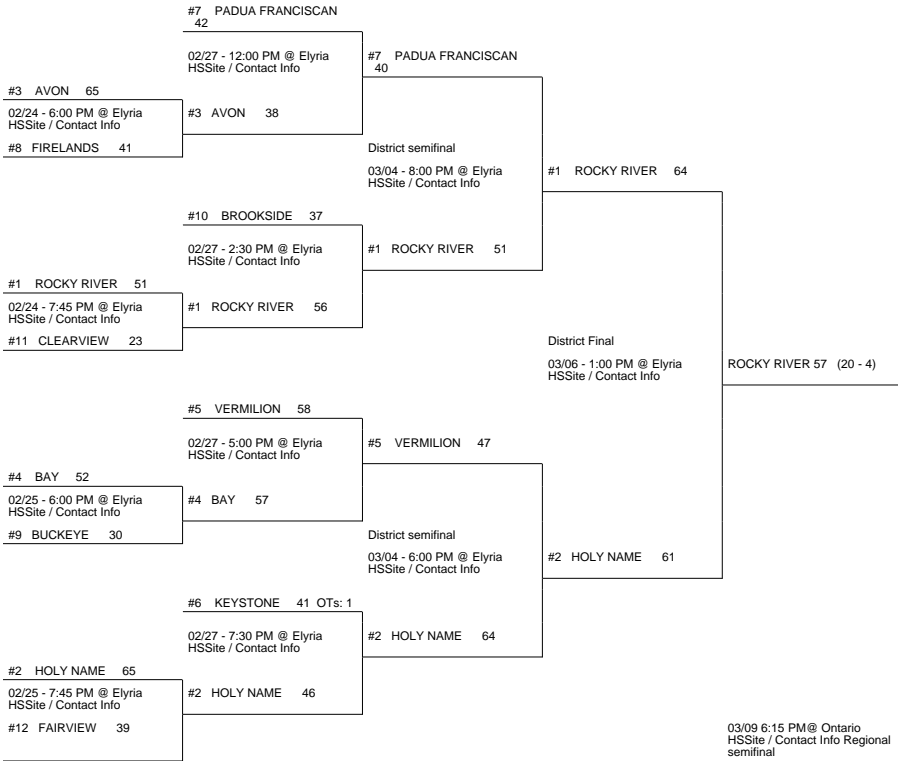 #7 PADUA FRANCISCAN
42
02/27 - 12:00 PM @ Elyria
HSSite / Contact Info
#7 PADUA FRANCISCAN
40
#3 AVON 65
02/24 - 6:00 PM @ Elyria
HSSite / Contact Info
#3 AVON 38
#8 FIRELANDS 41
District semifinal
03/04 - 8:00 PM @ Elyria
HSSite / Contact Info
#1 ROCKY RIVER 64
#10 BROOKSIDE 37
02/27 - 2:30 PM @ Elyria
HSSite / Contact Info
#1 ROCKY RIVER 51
#1 ROCKY RIVER 51
02/24 - 7:45 PM @ Elyria
HSSite / Contact Info
#1 ROCKY RIVER 56
#11 CLEARVIEW 23
District Final
03/06 - 1:00 PM @ Elyria
HSSite / Contact Info
ROCKY RIVER 57 (20 - 4)
#5 VERMILION 58
02/27 - 5:00 PM @ Elyria
HSSite / Contact Info
#5 VERMILION 47
#4 BAY 52
02/25 - 6:00 PM @ Elyria
HSSite / Contact Info
#4 BAY 57
#9 BUCKEYE 30
District semifinal
03/04 - 6:00 PM @ Elyria
HSSite / Contact Info
#2 HOLY NAME 61
#6 KEYSTONE 41 OTs: 1
02/27 - 7:30 PM @ Elyria
HSSite / Contact Info
#2 HOLY NAME 64
#2 HOLY NAME 65
02/25 - 7:45 PM @ Elyria
HSSite / Contact Info
#2 HOLY NAME 46
#12 FAIRVIEW 39
03/09 6:15 PM@ Ontario
HSSite / Contact Info Regional
semifinal